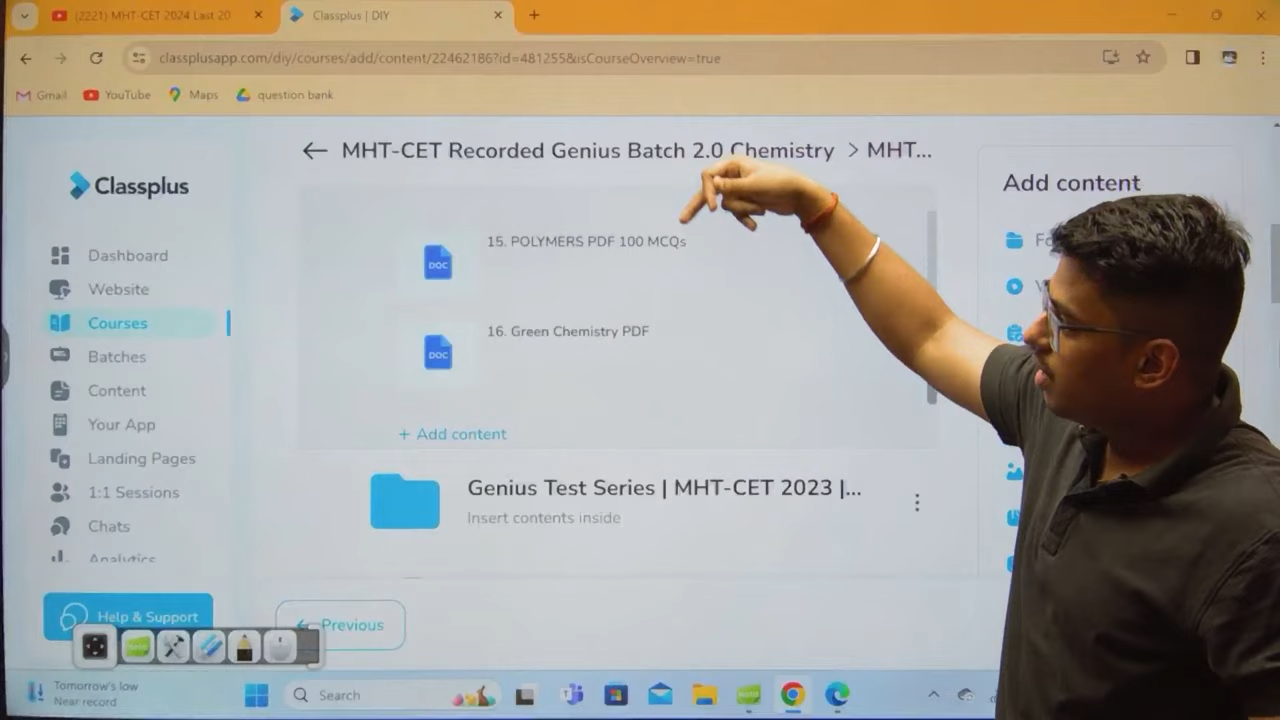 (2221) MHT-CET 2024 Last 20
Classplus | DIY
classplusapp.com/diy/courses/add/content/22462186?id=481255&isCourseOverview=true
Gmail
YouTube
Maps
question bank
Classplus
MHT-CET Recorded Genius Batch 2.0 Chemistry > MHT...
Add content
Dashboard
Website
Courses
Batches
Content
Your App
Landing Pages
1:1 Sessions
Chats
Analytics
DOC
15. POLYMERS PDF 100 MCQs
DOC
16. Green Chemistry PDF
+ Add content
Genius Test Series | MHT-CET 2023 |...
Insert contents inside
Help & Support
Previous
Tomorrow's low
Near record
Search